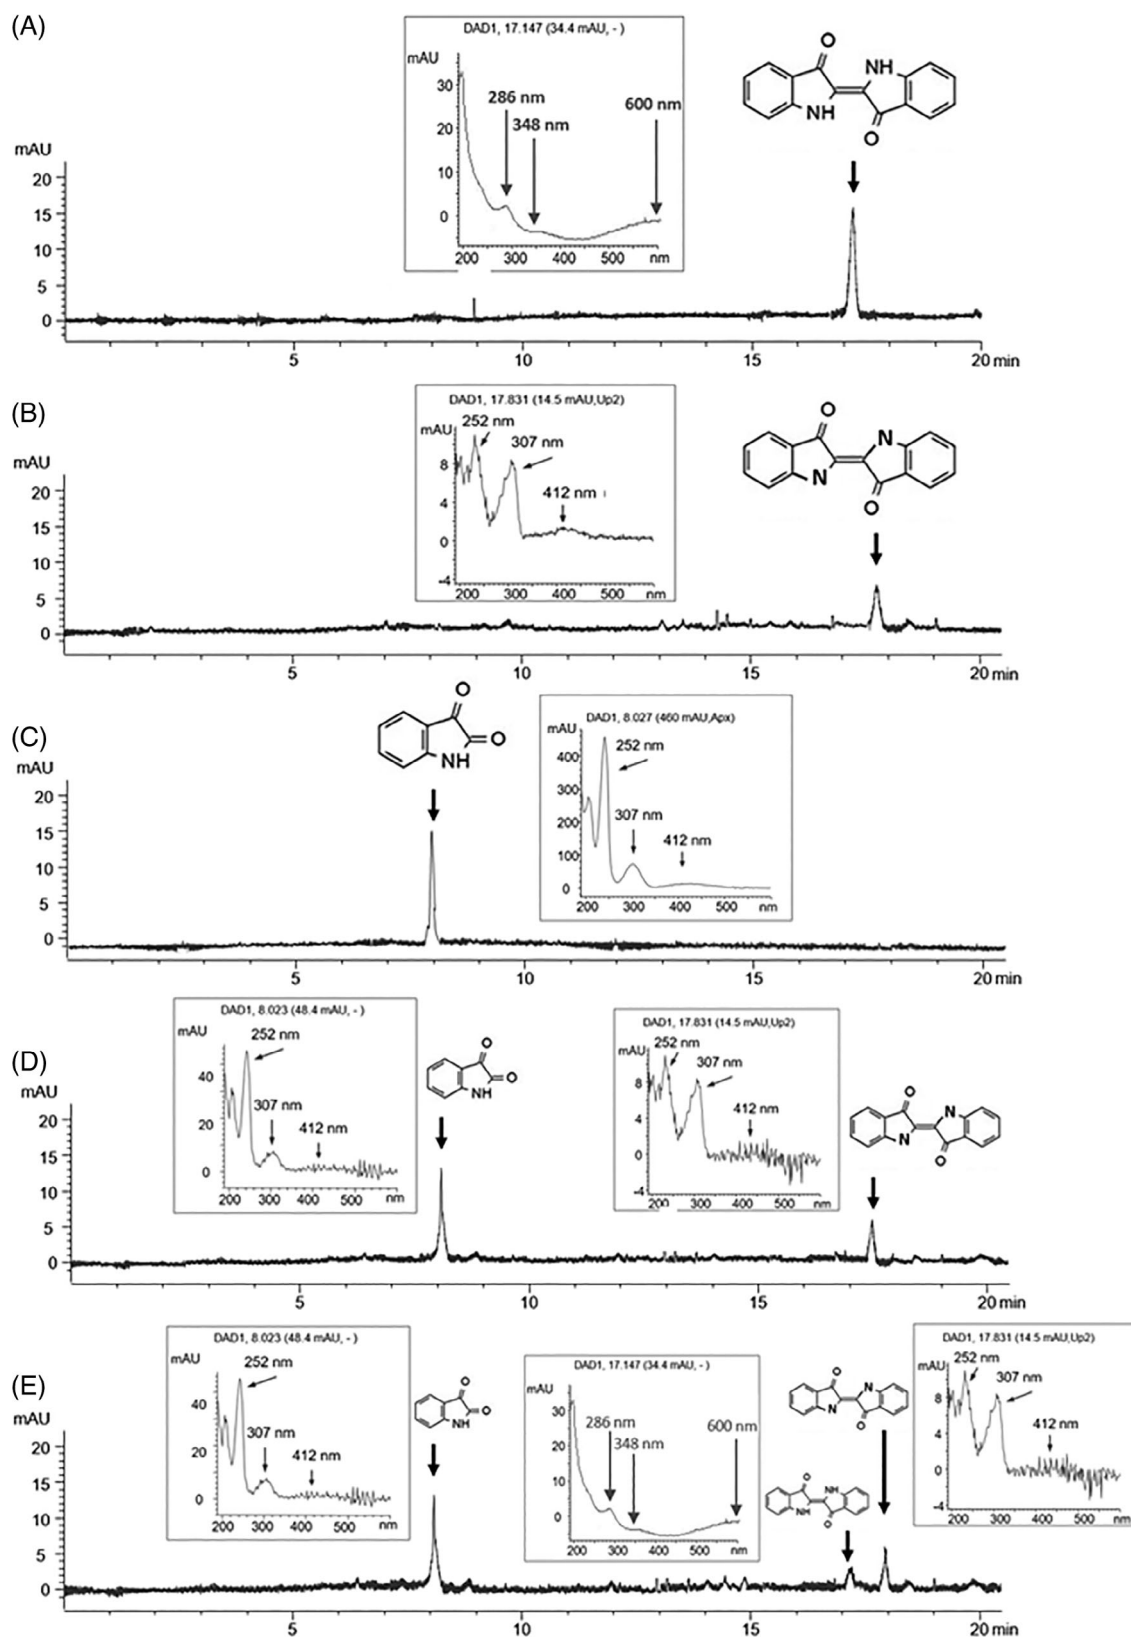 (A)
DAD1, 17.147 (34.4 mAU, - )
mAU
30
20
10
0
286 nm
348 nm
600 nm
200 300 400 500 nm
O
NH
NH
O
mAU
20
15
10
5
0
5 10 15 20 min
(B)
DAD1, 17.831 (14.5 mAU,Up2)
mAU
8
4
0
-4
252 nm
307 nm
412 nm
200 300 400 500 nm
O
N
N
O
mAU
20
15
10
5
0
5 10 15 20 min
(C)
O
O
NH
DAD1, 8.027 (460 mAU,Apx)
mAU
400
300
200
100
0
252 nm
307 nm
412 nm
200 300 400 500 nm
mAU
20
15
10
5
0
5 10 15 20 min
(D)
DAD1, 8.023 (48.4 mAU, - )
mAU
40
20
0
252 nm
307 nm
412 nm
200 300 400 500 nm
O
O
NH
DAD1, 17.831 (14.5 mAU,Up2)
mAU
8
4
0
-4
252 nm
307 nm
412 nm
200 300 400 500 nm
O
N
N
O
mAU
20
15
10
5
0
5 10 15 20 min
(E)
DAD1, 8.023 (48.4 mAU, - )
mAU
40
20
0
252 nm
307 nm
412 nm
200 300 400 500 nm
O
O
NH
DAD1, 17.147 (34.4 mAU, - )
mAU
30
20
10
0
286 nm
348 nm
600 nm
200 300 400 500 nm
O
N
N
O
O
NH
NH
O
DAD1, 17.831 (14.5 mAU,Up2)
mAU
8
4
0
-4
252 nm
307 nm
412 nm
200 300 400 500 nm
mAU
20
15
10
5
0
5 10 15 20 min